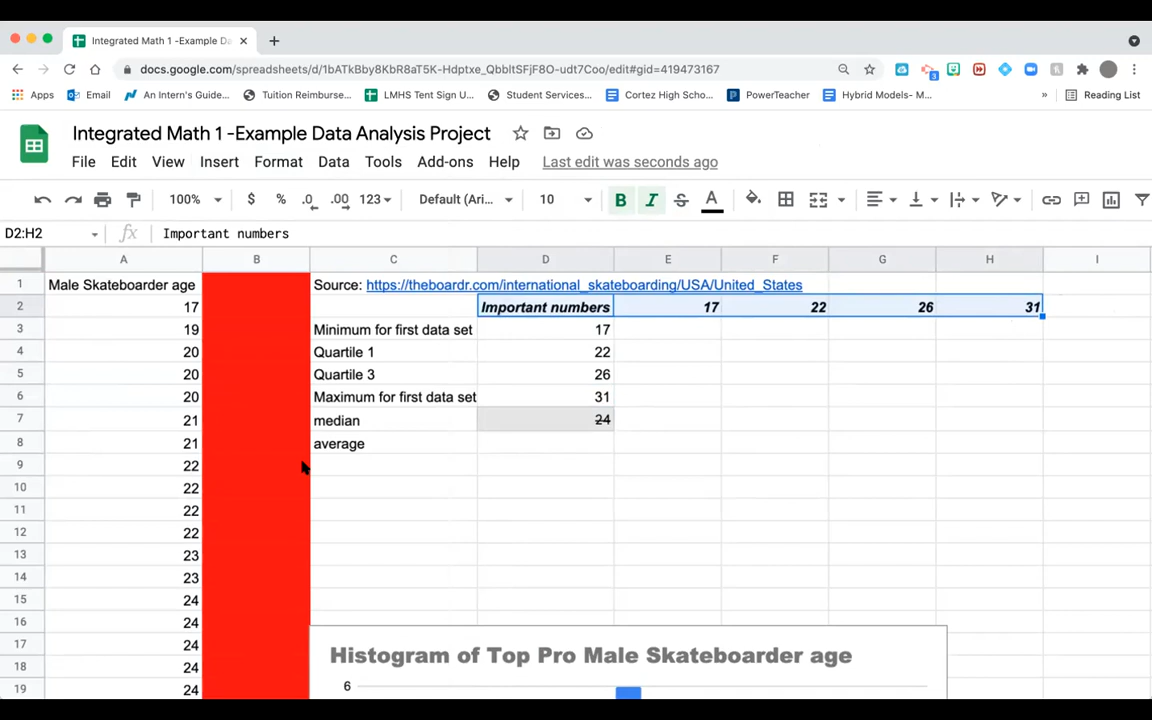 Integrated Math 1 -Example Da
docs.google.com/spreadsheets/d/1bATkBby8KbR8aT5K-Hdptxe_QbbltSFjF8O-udt7Coo/edit#gid=419473167
Apps Email An Intern's Guide... Tuition Reimburse... LMHS Tent Sign U... Student Services... Cortez High Scho... PowerTeacher Hybrid Models- M... » Reading List
Integrated Math 1 -Example Data Analysis Project
File Edit View Insert Format Data Tools Add-ons Help Last edit was seconds ago
100% $ % .0 .00 123 Default (Ari... 10 B I S A
D2:H2 fx Important numbers
A B C D E F G H I
1 Male Skateboarder age Source: https://theboardr.com/international_skateboarding/USA/United_States
2 17 Important numbers 17 22 26 31
3 19 Minimum for first data set 17
4 20 Quartile 1 22
5 20 Quartile 3 26
6 20 Maximum for first data set 31
7 21 median 24
8 21 average
9 22
10 22
11 22
12 22
13 23
14 23
15 24
16 24
17 24
18 24
19 24
Histogram of Top Pro Male Skateboarder age
6